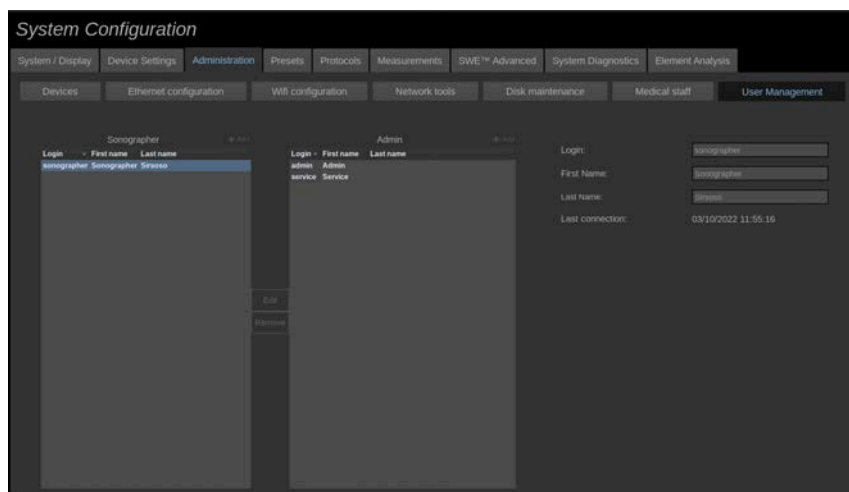 System Configuration
System / Display Device Settings Administration Presets Protocols Measurements SWE™ Advanced System Diagnostics Element Analysis
Devices Ethernet configuration Wifi configuration Network tools Disk maintenance Medical staff User Management
Sonographer Add Admin Add
Login First name Last name Login First name Last name
sonographer Sonographer Sirsoso admin Admin
service Service
Login: sonographer
First Name: Sonographer
Last Name: Sirsoso
Last connection: 03/10/2022 11:55:16
Edit
Remove